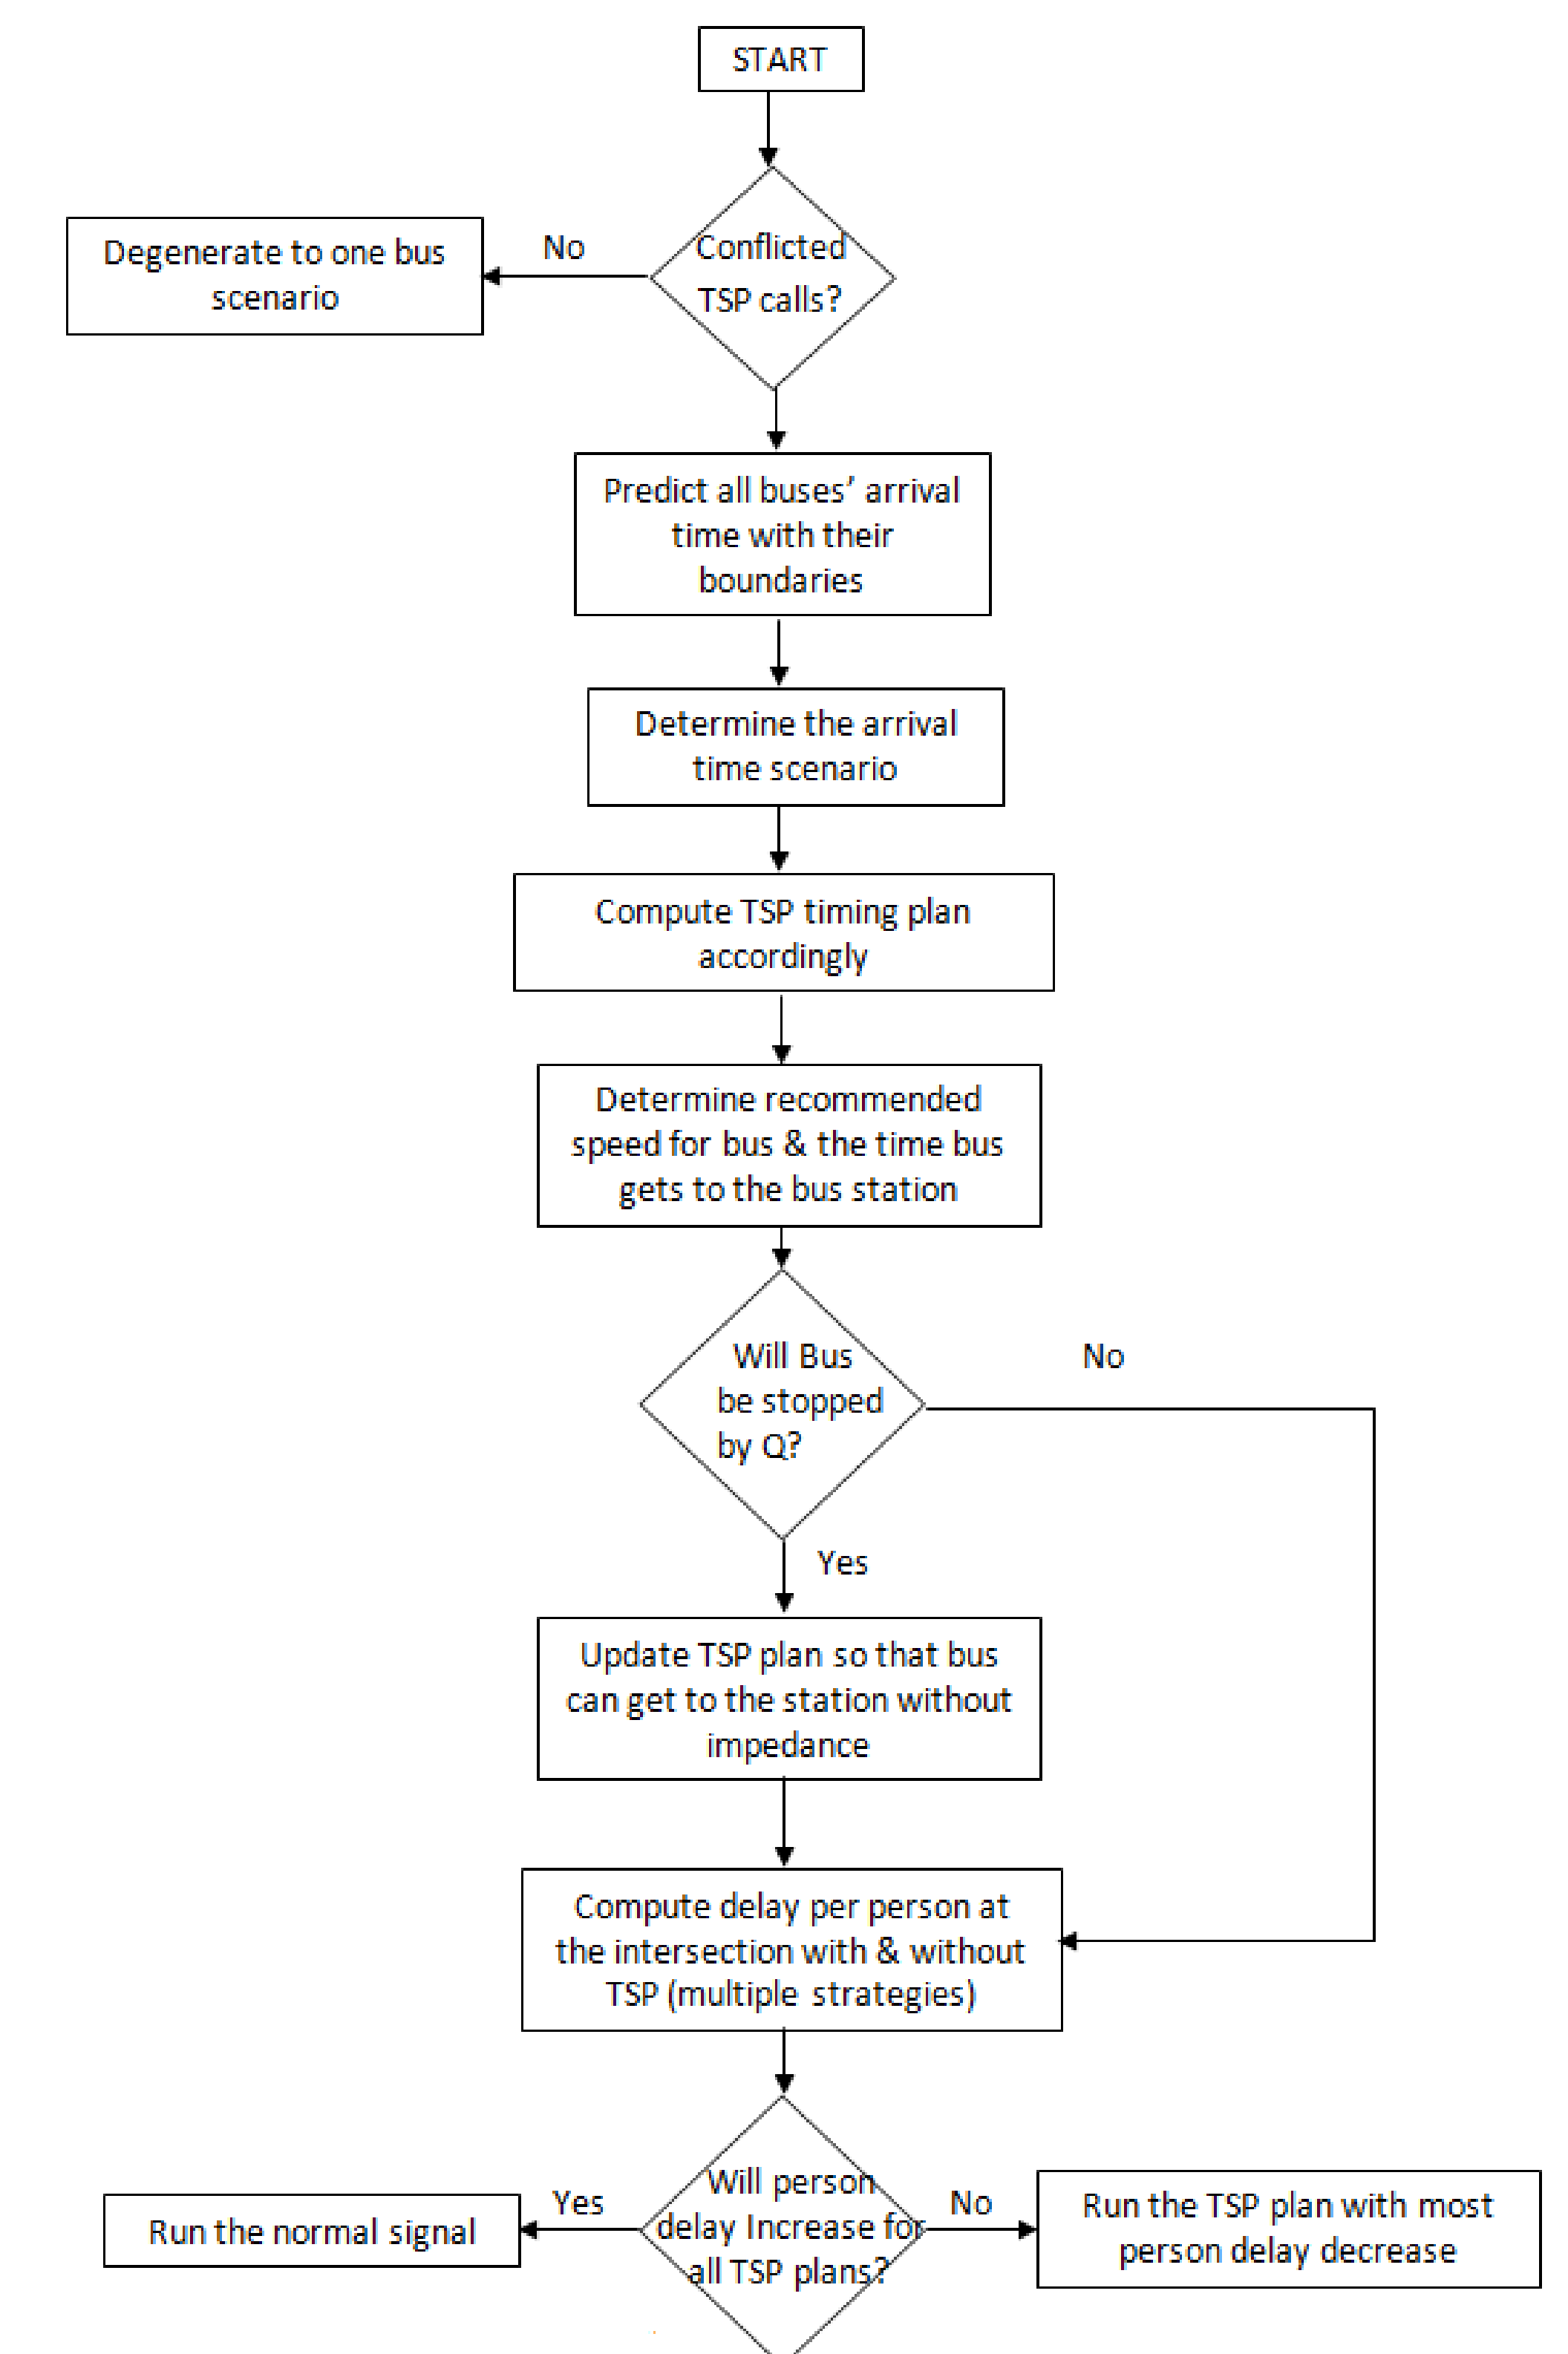 START
No
Conflicted
TSP calls?
Degenerate to one bus
scenario
Predict all buses’ arrival
time with their
boundaries
Determine the arrival
time scenario
Compute TSP timing plan
accordingly
Determine recommended
speed for bus & the time bus
gets to the bus station
Will Bus
be stopped
by Q?
No
Yes
Update TSP plan so that bus
can get to the station without
impedance
Compute delay per person at
the intersection with & without
TSP (multiple strategies)
Will person
delay Increase for
all TSP plans?
Yes
Run the normal signal
No
Run the TSP plan with most
person delay decrease